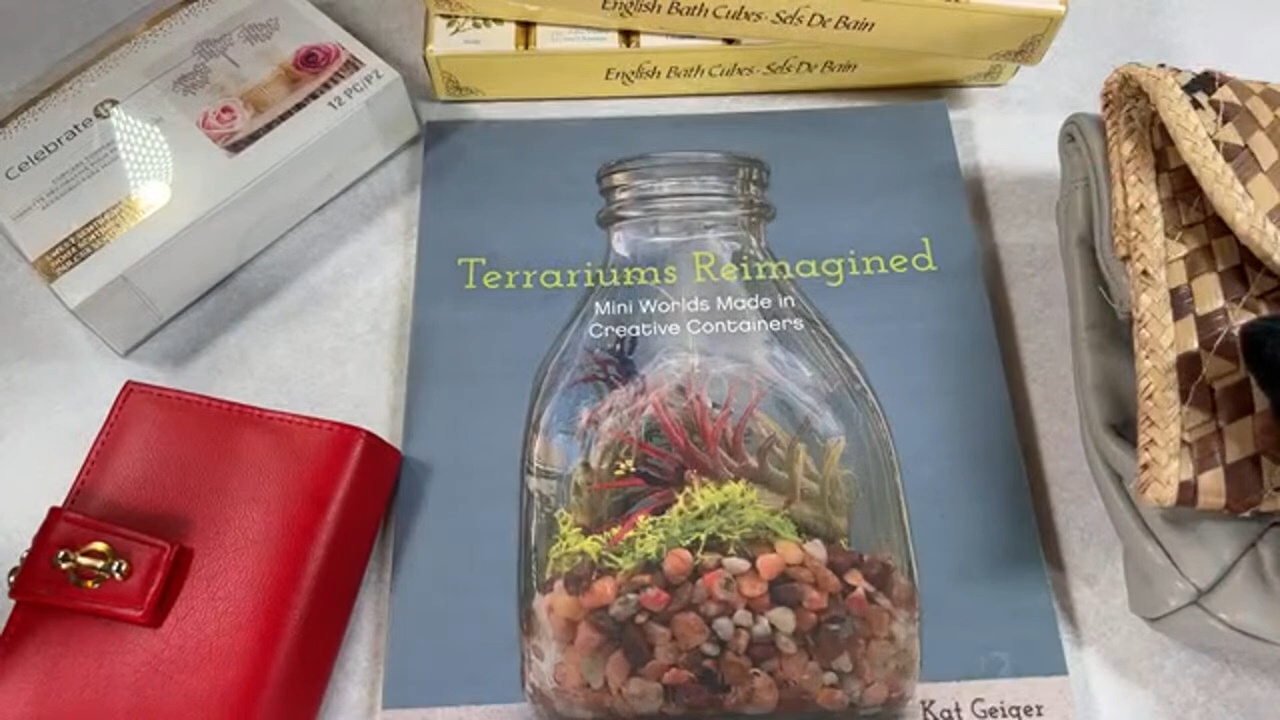 English Bath Cubes · Sels De Bain
English Bath Cubes · Sels De Bain
Celebrate
12 PC/PZ
Terrariums Reimagined
Mini Worlds Made in
Creative Containers
Kat Geiger